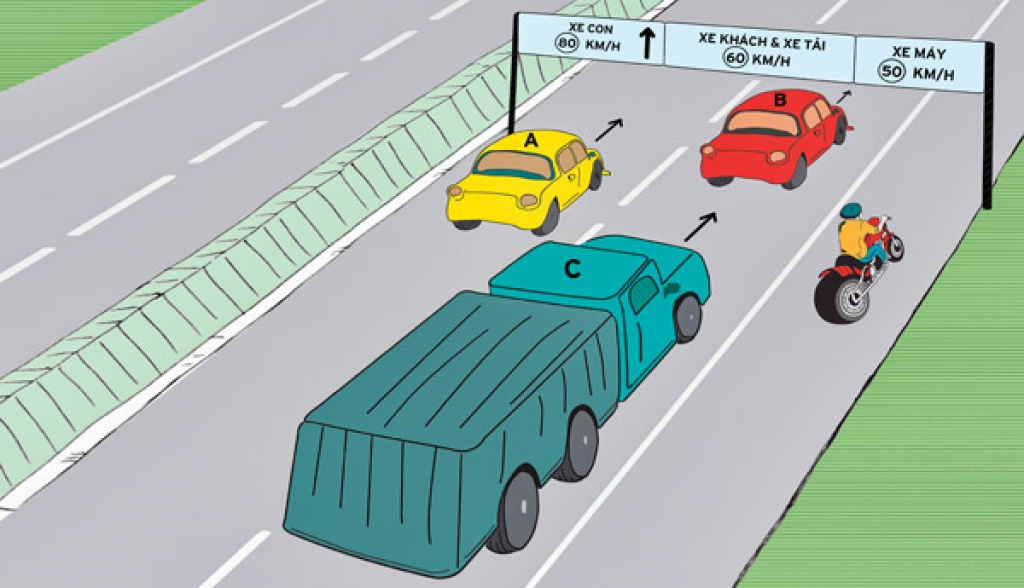 XE CON
80 KM/H
XE KHÁCH & XE TẢI
60 KM/H
XE MÁY
50 KM/H
A
B
C